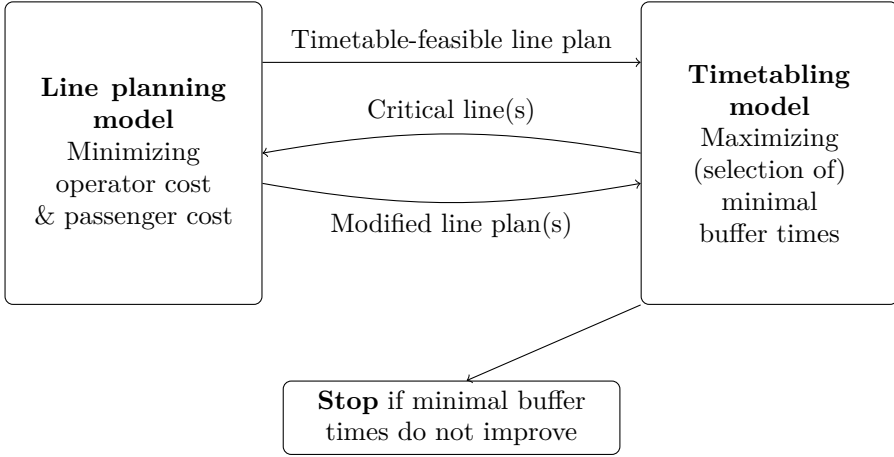 Line planning
model
Minimizing
operator cost
& passenger cost
Timetable-feasible line plan
Critical line(s)
Modified line plan(s)
Timetabling
model
Maximizing
(selection of)
minimal
buffer times
Stop if minimal buffer
times do not improve